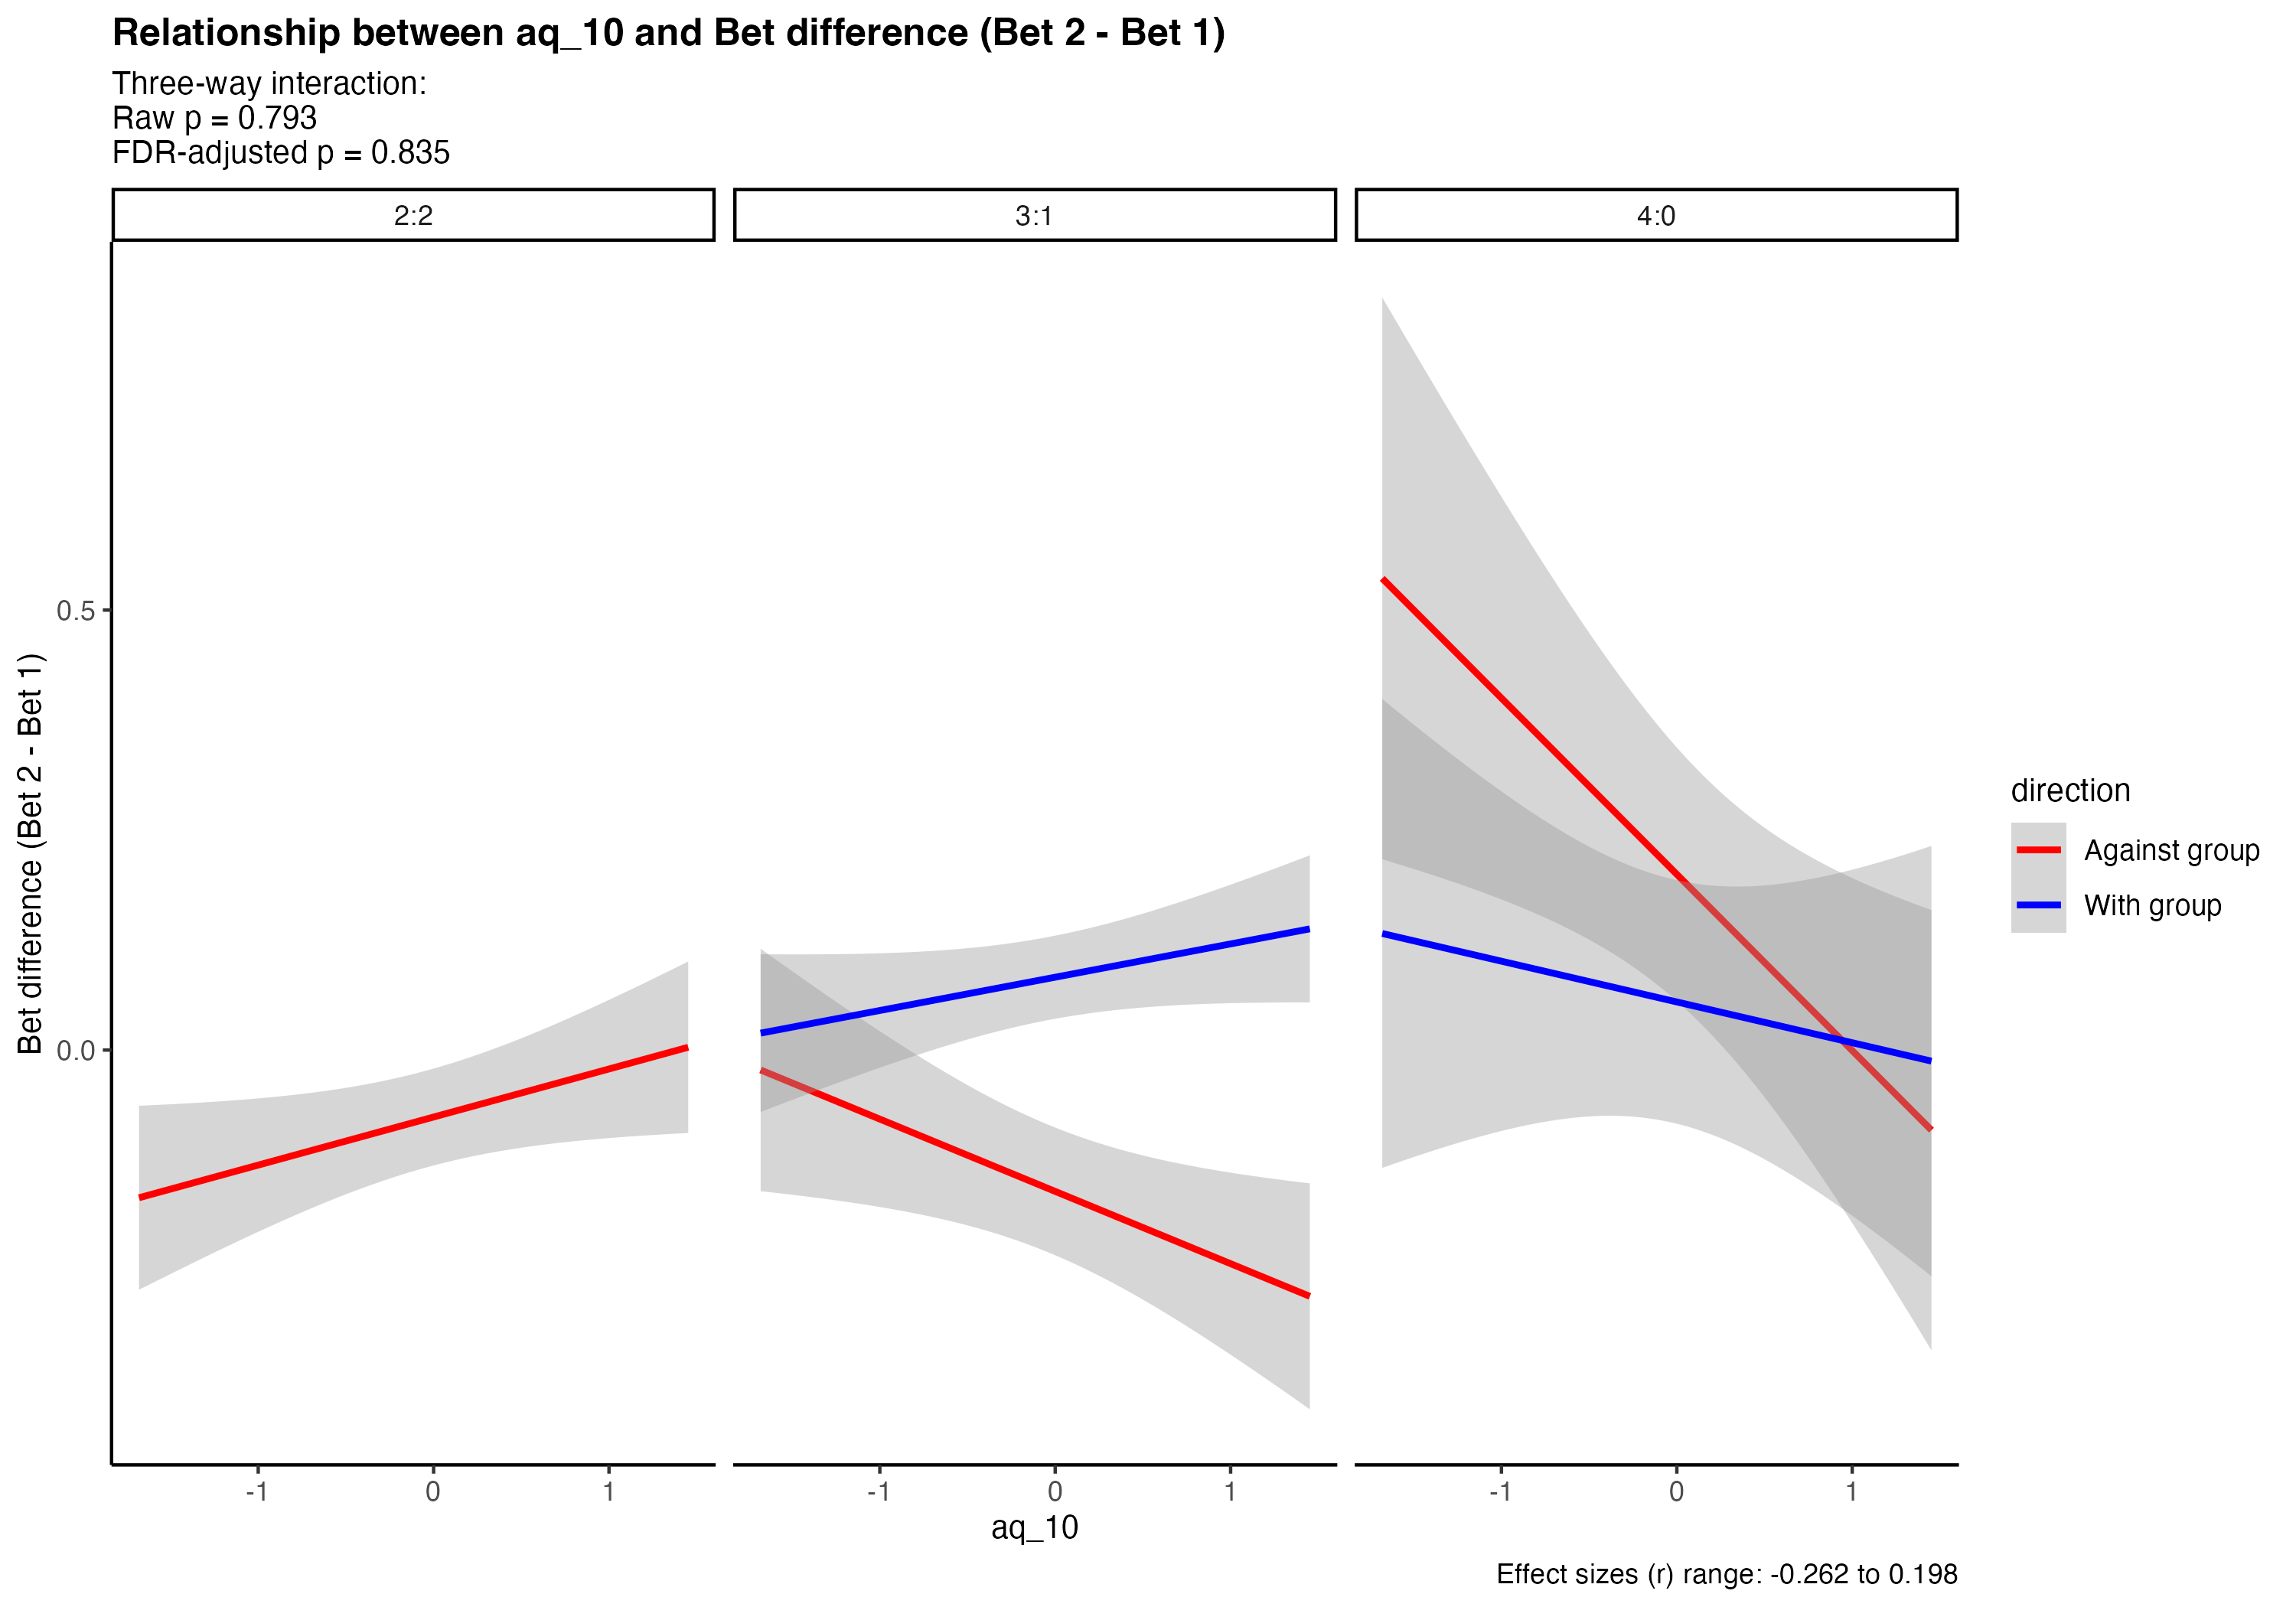 Relationship between aq_10 and Bet difference (Bet 2 - Bet 1)
Three-way interaction:
Raw p = 0.793
FDR-adjusted p = 0.835
2:2
3:1
4:0
Bet difference (Bet 2 - Bet 1)
0.5
0.0
-1 0 1
-1 0 1
-1 0 1
aq_10
direction
Against group
With group
Effect sizes (r) range: -0.262 to 0.198